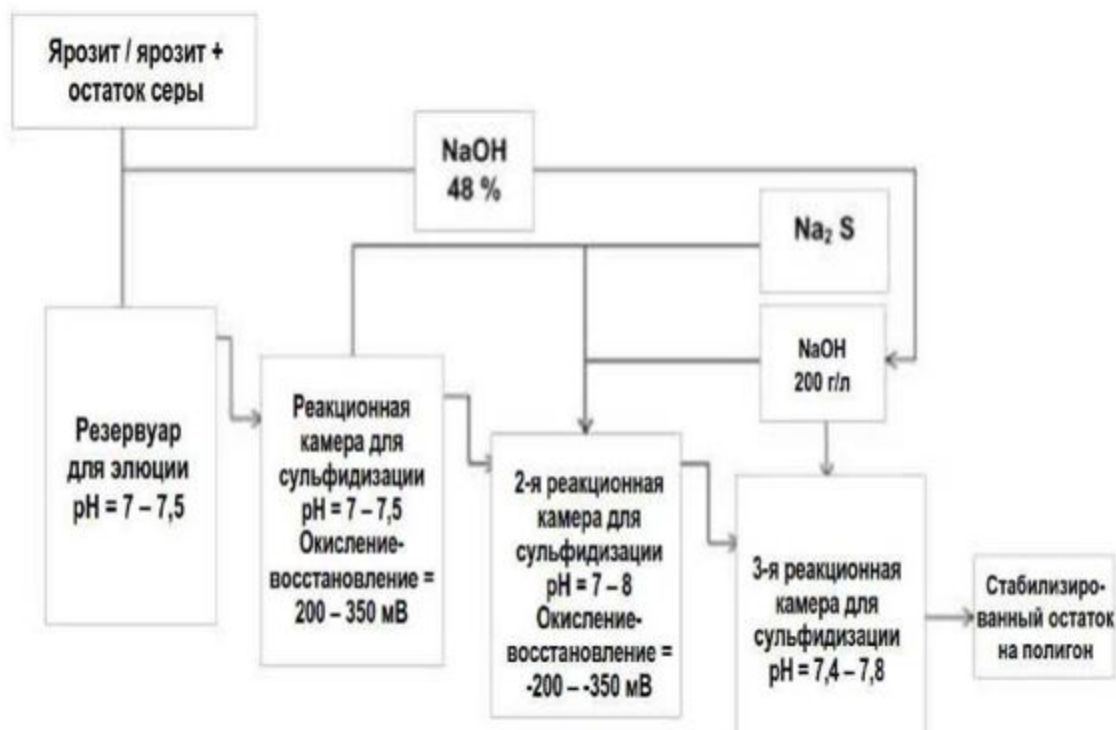 Ярозит / ярозит +
остаток серы
NaOH
48 %
Na₂ S
NaOH
200 г/л
Резервуар
для элюции
pH = 7 – 7,5
Реакционная
камера для
сульфидизации
pH = 7 – 7,5
Окисление-
восстановление =
200 – 350 мВ
2-я реакционная
камера для
сульфидизации
pH = 7 – 8
Окисление-
восстановление =
-200 – -350 мВ
3-я реакционная
камера для
сульфидизации
pH = 7,4 – 7,8
Стабилизиро-
ванный остаток
на полигон